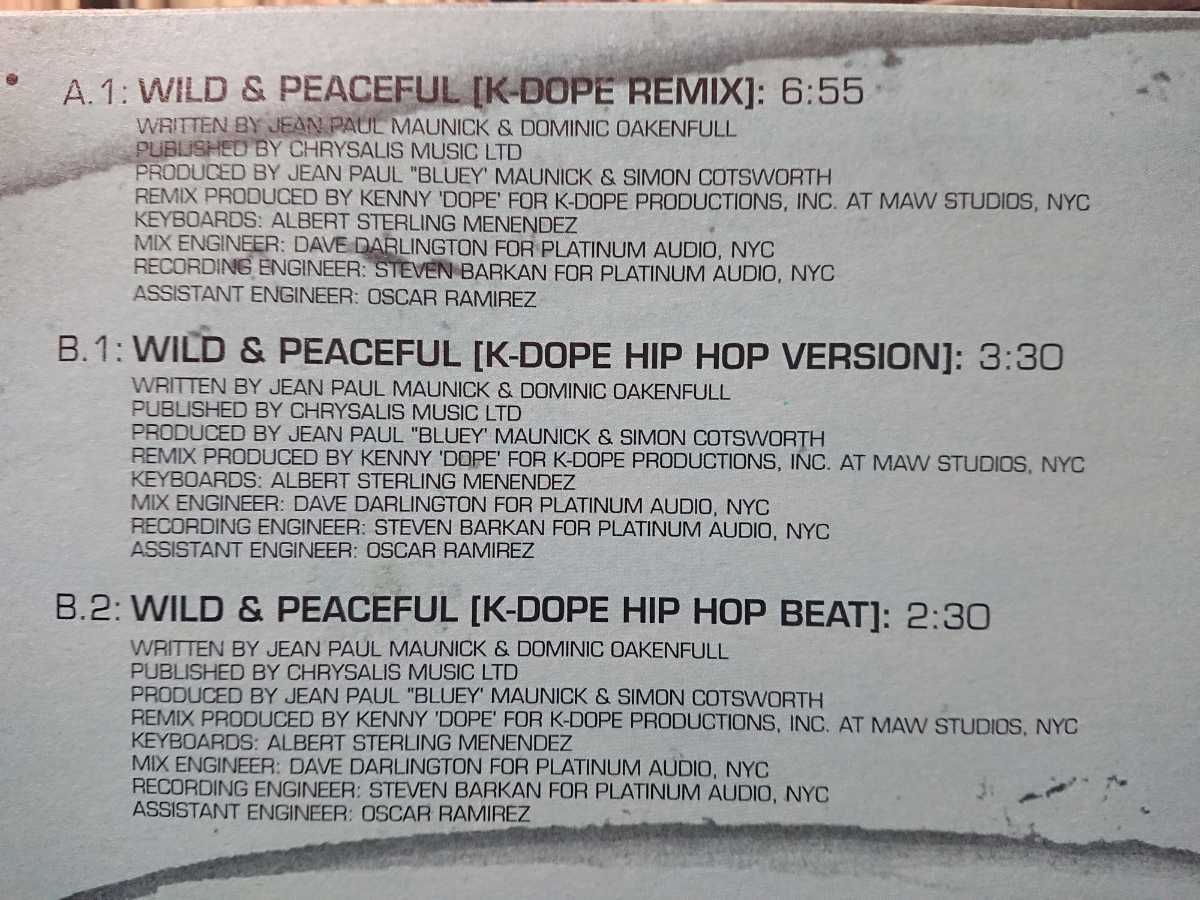 A.1: WILD & PEACEFUL [K-DOPE REMIX]: 6:55
WRITTEN BY JEAN PAUL MAUNICK & DOMINIC OAKENFULL
PUBLISHED BY CHRYSALIS MUSIC LTD
PRODUCED BY JEAN PAUL "BLUEY' MAUNICK & SIMON COTSWORTH
REMIX PRODUCED BY KENNY 'DOPE' FOR K-DOPE PRODUCTIONS, INC. AT MAW STUDIOS, NYC
KEYBOARDS: ALBERT STERLING MENENDEZ
MIX ENGINEER: DAVE DARLINGTON FOR PLATINUM AUDIO, NYC
RECORDING ENGINEER: STEVEN BARKAN FOR PLATINUM AUDIO, NYC
ASSISTANT ENGINEER: OSCAR RAMIREZ
B.1: WILD & PEACEFUL [K-DOPE HIP HOP VERSION]: 3:30
WRITTEN BY JEAN PAUL MAUNICK & DOMINIC OAKENFULL
PUBLISHED BY CHRYSALIS MUSIC LTD
PRODUCED BY JEAN PAUL "BLUEY' MAUNICK & SIMON COTSWORTH
REMIX PRODUCED BY KENNY 'DOPE' FOR K-DOPE PRODUCTIONS, INC. AT MAW STUDIOS, NYC
KEYBOARDS: ALBERT STERLING MENENDEZ
MIX ENGINEER: DAVE DARLINGTON FOR PLATINUM AUDIO, NYC
RECORDING ENGINEER: STEVEN BARKAN FOR PLATINUM AUDIO, NYC
ASSISTANT ENGINEER: OSCAR RAMIREZ
B.2: WILD & PEACEFUL [K-DOPE HIP HOP BEAT]: 2:30
WRITTEN BY JEAN PAUL MAUNICK & DOMINIC OAKENFULL
PUBLISHED BY CHRYSALIS MUSIC LTD
PRODUCED BY JEAN PAUL "BLUEY' MAUNICK & SIMON COTSWORTH
REMIX PRODUCED BY KENNY 'DOPE' FOR K-DOPE PRODUCTIONS, INC. AT MAW STUDIOS, NYC
KEYBOARDS: ALBERT STERLING MENENDEZ
MIX ENGINEER: DAVE DARLINGTON FOR PLATINUM AUDIO, NYC
RECORDING ENGINEER: STEVEN BARKAN FOR PLATINUM AUDIO, NYC
ASSISTANT ENGINEER: OSCAR RAMIREZ